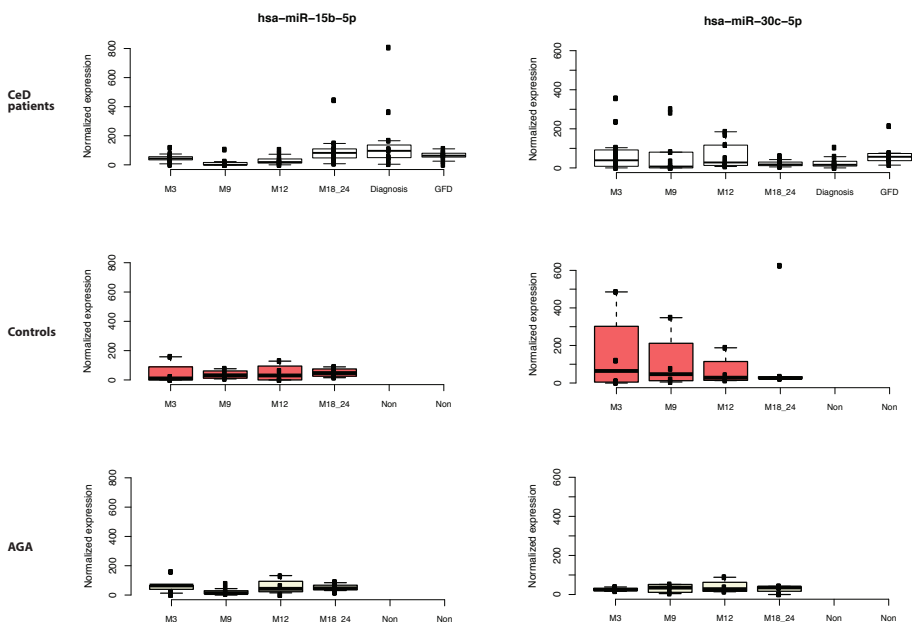 hsa−miR−15b−5p
hsa−miR−30c−5p
CeD
patients
Normalized expression
0 200 400 600 800
M3 M9 M12 M18_24 Diagnosis GFD
Normalized expression
0 200 400 600
M3 M9 M12 M18_24 Diagnosis GFD
Controls
Normalized expression
0 200 400 600 800
M3 M9 M12 M18_24 Non Non
Normalized expression
0 200 400 600
M3 M9 M12 M18_24 Non Non
AGA
Normalized expression
0 200 400 600 800
M3 M9 M12 M18_24 Non Non
Normalized expression
0 200 400 600
M3 M9 M12 M18_24 Non Non